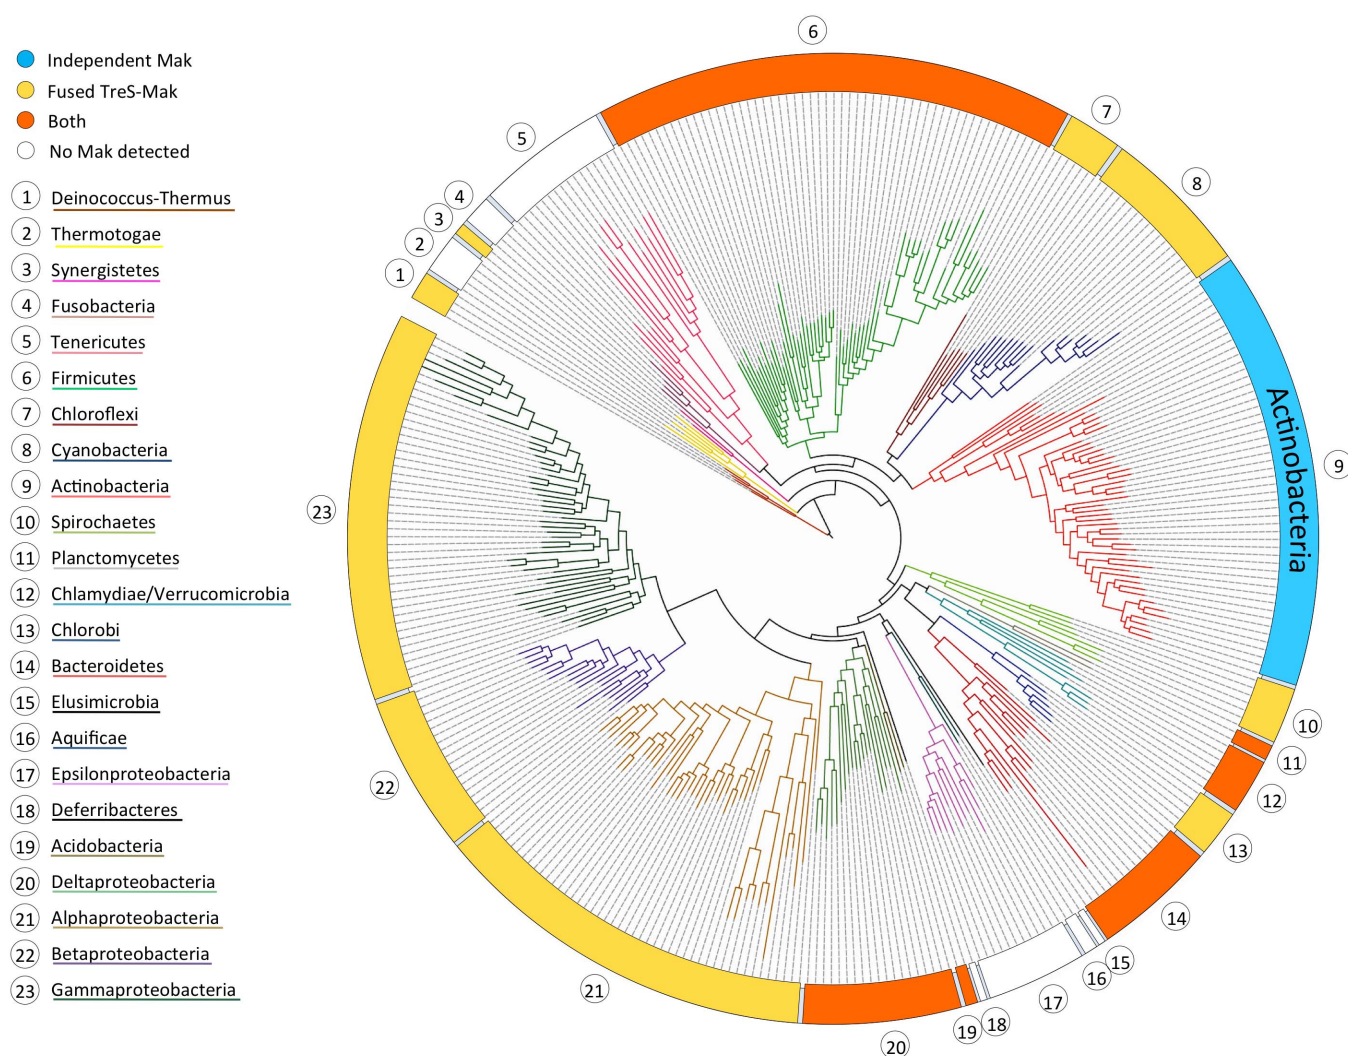 Independent Mak
Fused TreS-Mak
Both
No Mak detected
1 Deinococcus-Thermus
2 Thermotogae
3 Synergistetes
4 Fusobacteria
5 Tenericutes
6 Firmicutes
7 Chloroflexi
8 Cyanobacteria
9 Actinobacteria
10 Spirochaetes
11 Planctomycetes
12 Chlamydiae/Verrucomicrobia
13 Chlorobi
14 Bacteroidetes
15 Elusimicrobia
16 Aquificae
17 Epsilonproteobacteria
18 Deferribacteres
19 Acidobacteria
20 Deltaproteobacteria
21 Alphaproteobacteria
22 Betaproteobacteria
23 Gammaproteobacteria
1
2
3
4
5
6
7
8
9
Actinobacteria
10
11
12
13
14
15
16
17
18
19
20
21
22
23